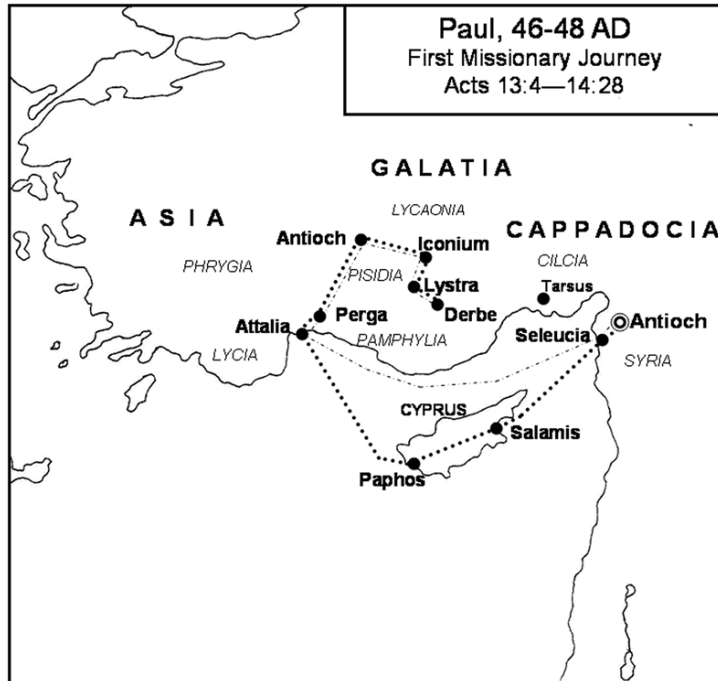 Paul, 46-48 AD
First Missionary Journey
Acts 13:4—14:28
GALATIA
LYCAONIA
ASIA
CAPPADOCIA
Antioch
Iconium
CILCIA
PHRYGIA
PISIDIA
Lystra
Tarsus
Perga
Derbe
Antioch
Attalia
PAMPHYLIA
Seleucia
LYCIA
SYRIA
CYPRUS
Salamis
Paphos